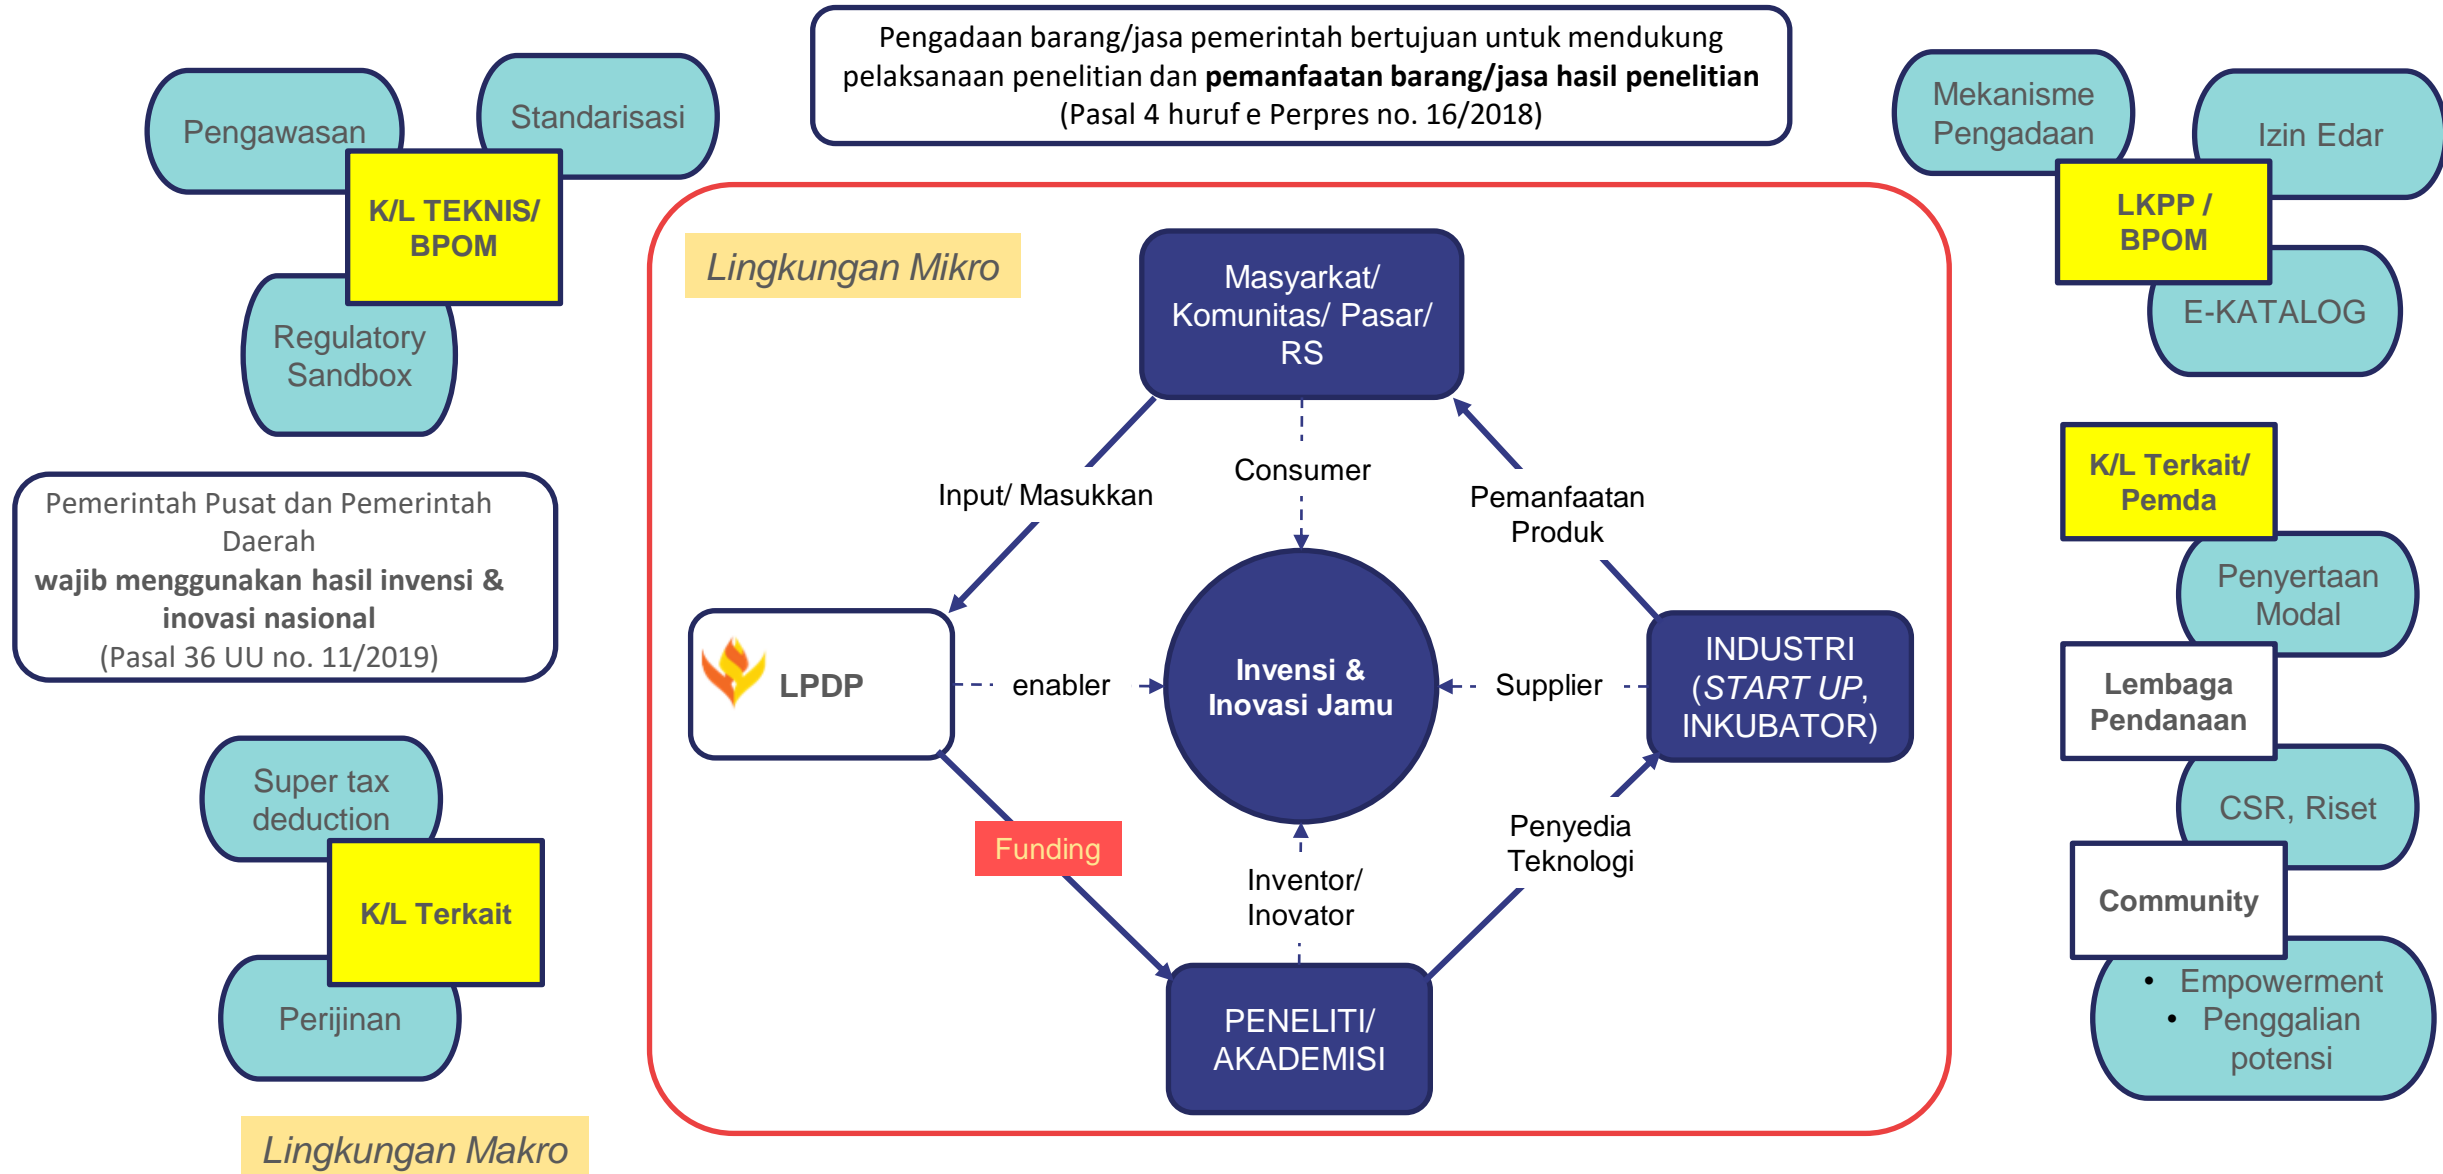 Pengadaan barang/jasa pemerintah bertujuan untuk mendukung
pelaksanaan penelitian dan pemanfaatan barang/jasa hasil penelitian
(Pasal 4 huruf e Perpres no. 16/2018)
Pengawasan
Standarisasi
K/L TEKNIS/
BPOM
Regulatory
Sandbox
Mekanisme
Pengadaan
Izin Edar
LKPP /
BPOM
E-KATALOG
Pemerintah Pusat dan Pemerintah
Daerah
wajib menggunakan hasil invensi &
inovasi nasional
(Pasal 36 UU no. 11/2019)
Super tax
deduction
K/L Terkait
Perijinan
Lingkungan Makro
Lingkungan Mikro
Masyarkat/
Komunitas/ Pasar/
RS
Input/ Masukkan
Consumer
Pemanfaatan
Produk
LPDP
enabler
Invensi &
Inovasi Jamu
Supplier
INDUSTRI
(START UP,
INKUBATOR)
Funding
Inventor/
Inovator
Penyedia
Teknologi
PENELITI/
AKADEMISI
K/L Terkait/
Pemda
Penyertaan
Modal
Lembaga
Pendanaan
CSR, Riset
Community
• Empowerment
• Penggalian
potensi